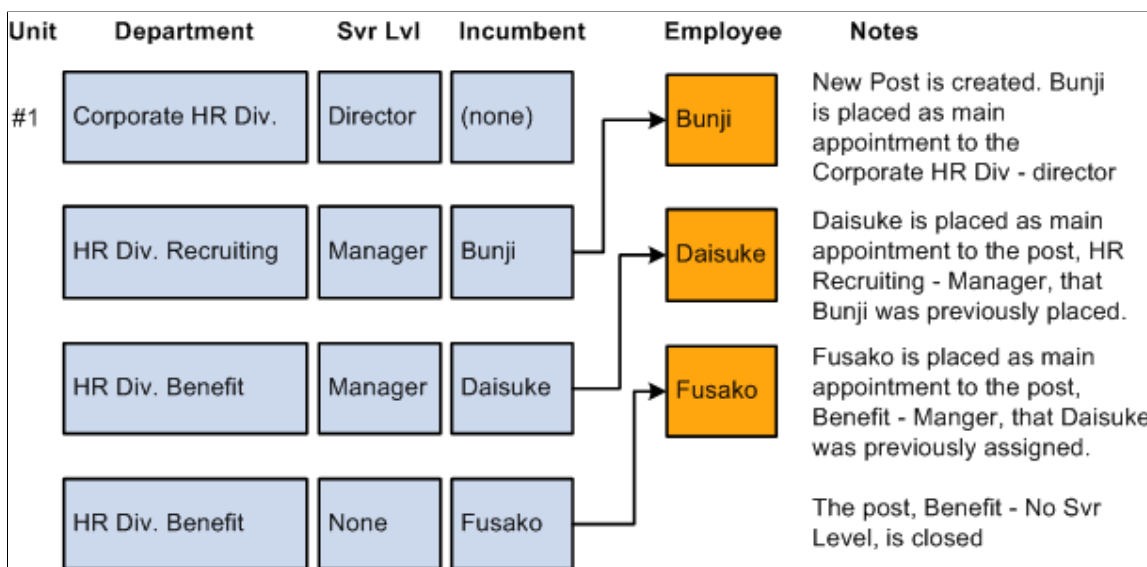 Unit Department Svr Lvl Incumbent Employee Notes
#1 Corporate HR Div. Director (none) Bunji
New Post is created. Bunji
is placed as main
appointment to the
Corporate HR Div - director
HR Div. Recruiting Manager Bunji Daisuke
Daisuke is placed as main
appointment to the post, HR
Recruiting - Manager, that
Bunji was previously placed.
HR Div. Benefit Manager Daisuke Fusako
Fusako is placed as main
appointment to the post,
Benefit - Manger, that Daisuke
was previously assigned.
HR Div. Benefit None Fusako
The post, Benefit - No Svr
Level, is closed